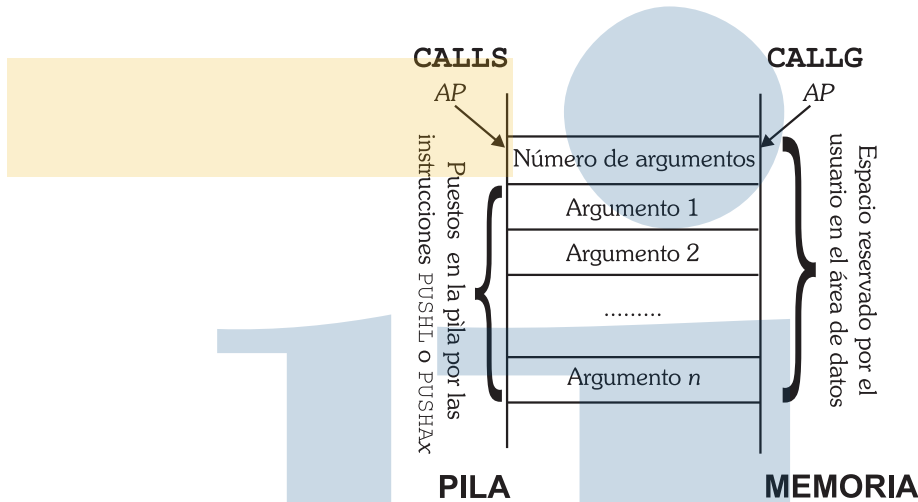 CALLS
CALLG
AP
AP
Número de argumentos
Argumento 1
Argumento 2
.........
Argumento n
Puestos en la pìla por las
instrucciones PUSHL o PUSHAx
Espacio reservado por el
usuario en el área de datos
PILA
MEMORIA